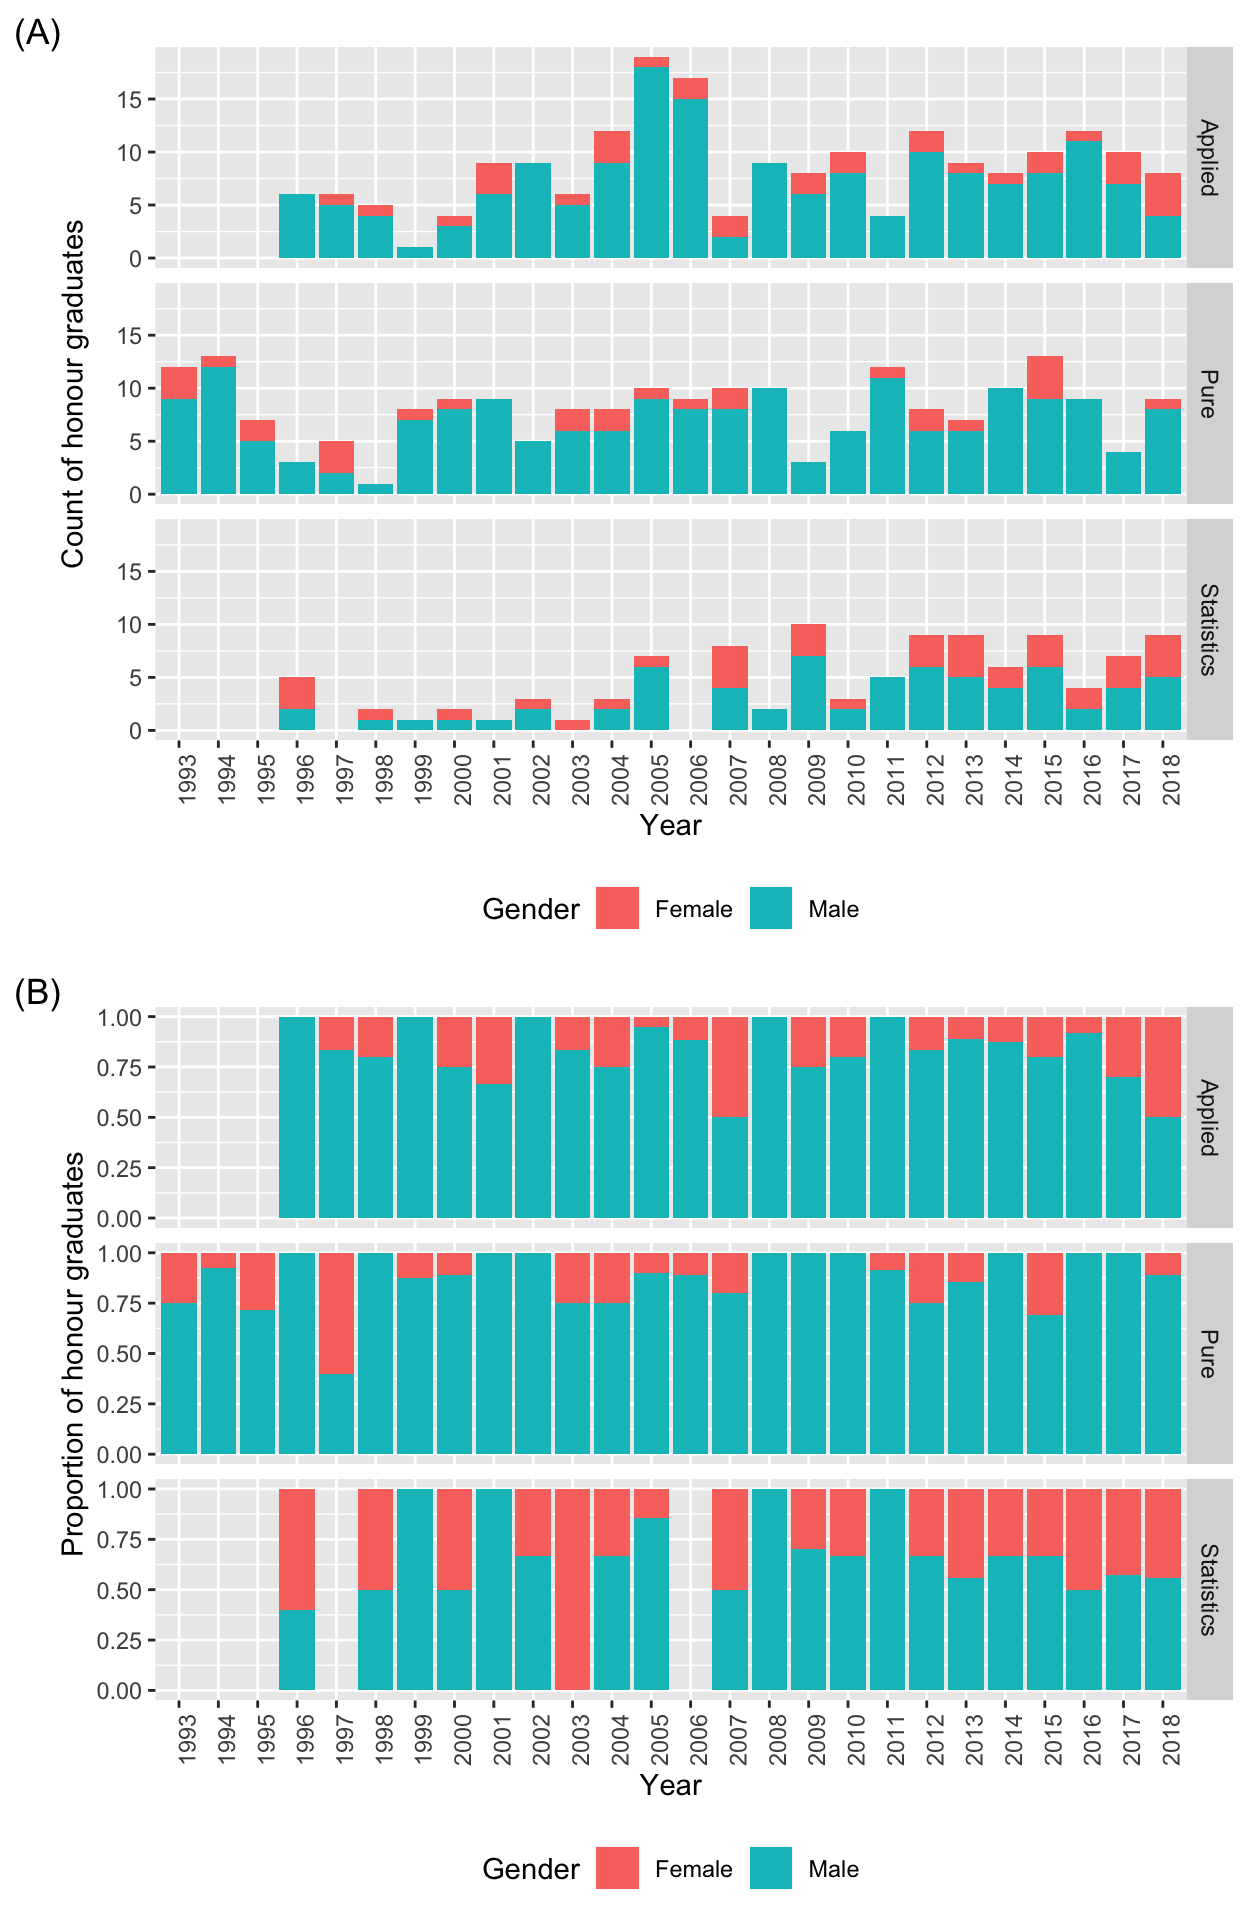 (A)
Count of honour graduates
15
10
5
0
Applied
15
10
5
0
Pure
15
10
5
0
Statistics
1993 1994 1995 1996 1997 1998 1999 2000 2001 2002 2003 2004 2005 2006 2007 2008 2009 2010 2011 2012 2013 2014 2015 2016 2017 2018
Year
Gender Female Male
(B)
Proportion of honour graduates
1.00
0.75
0.50
0.25
0.00
Applied
1.00
0.75
0.50
0.25
0.00
Pure
1.00
0.75
0.50
0.25
0.00
Statistics
1993 1994 1995 1996 1997 1998 1999 2000 2001 2002 2003 2004 2005 2006 2007 2008 2009 2010 2011 2012 2013 2014 2015 2016 2017 2018
Year
Gender Female Male